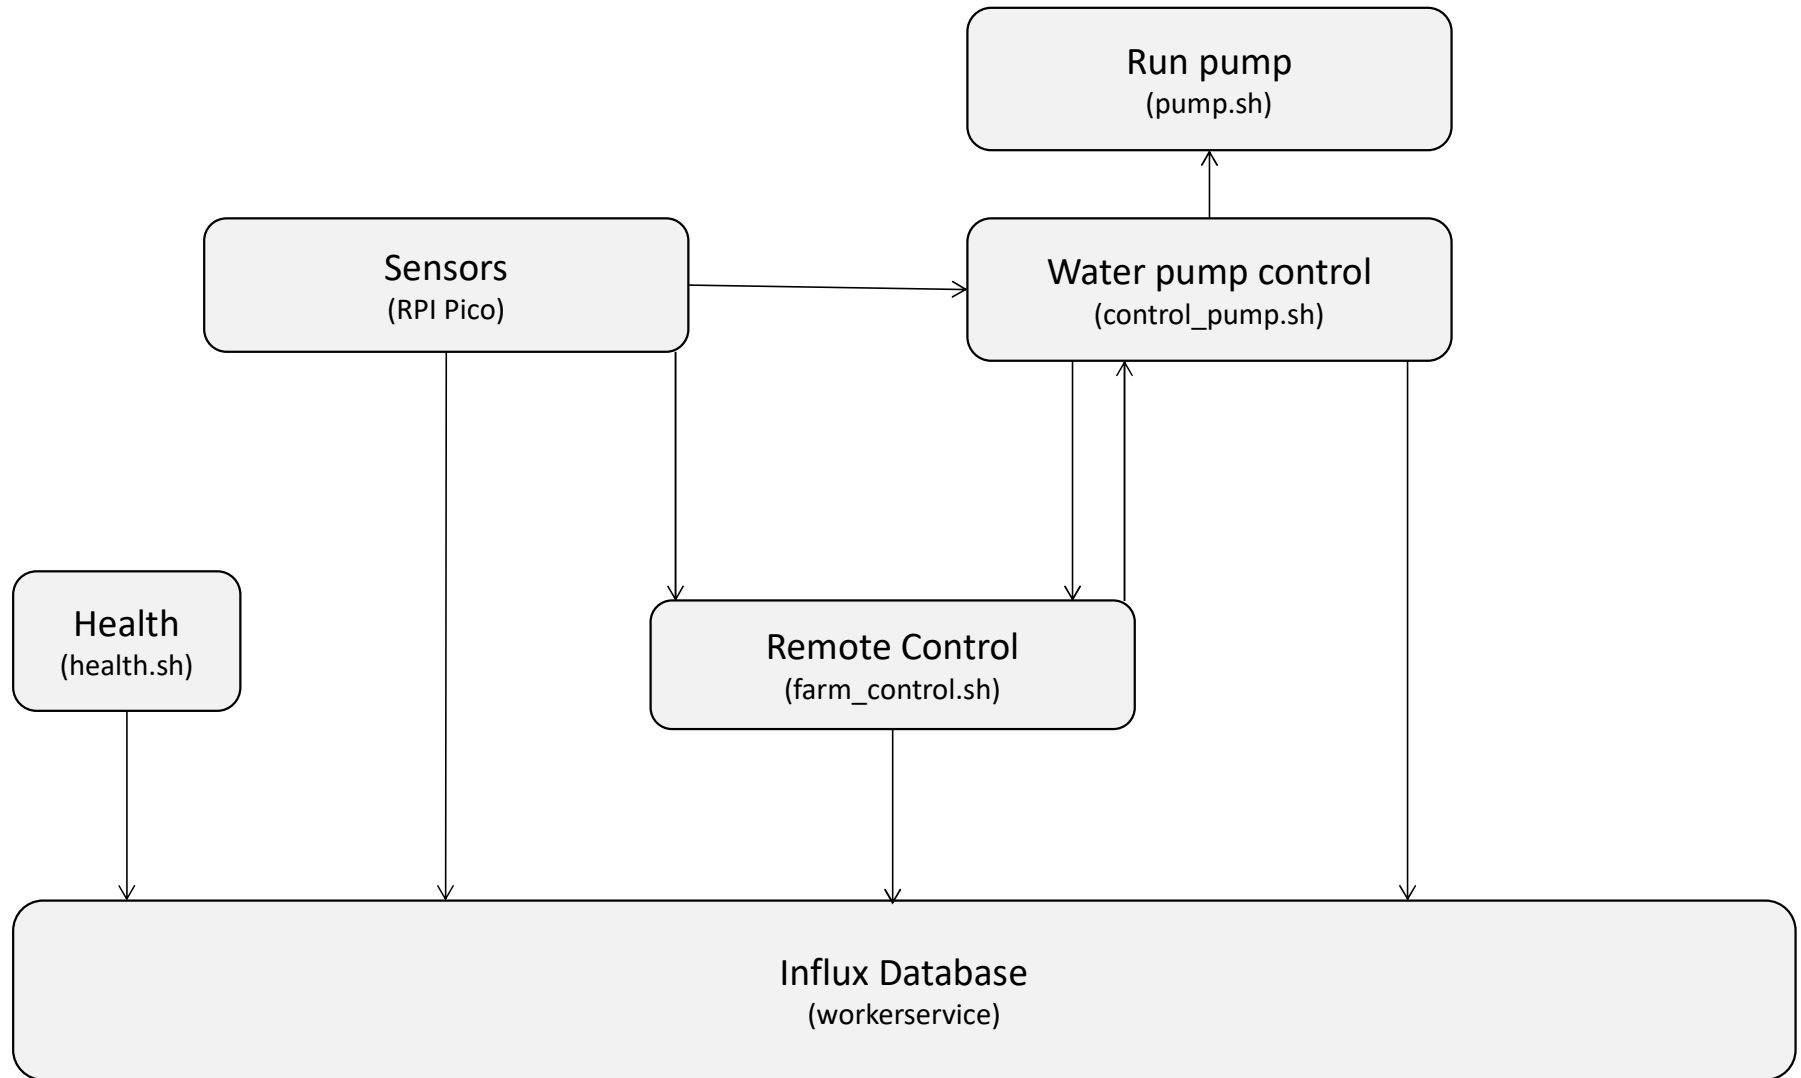 Run pump
(pump.sh)
Sensors
(RPI Pico)
Water pump control
(control_pump.sh)
Health
(health.sh)
Remote Control
(farm_control.sh)
Influx Database
(workerservice)